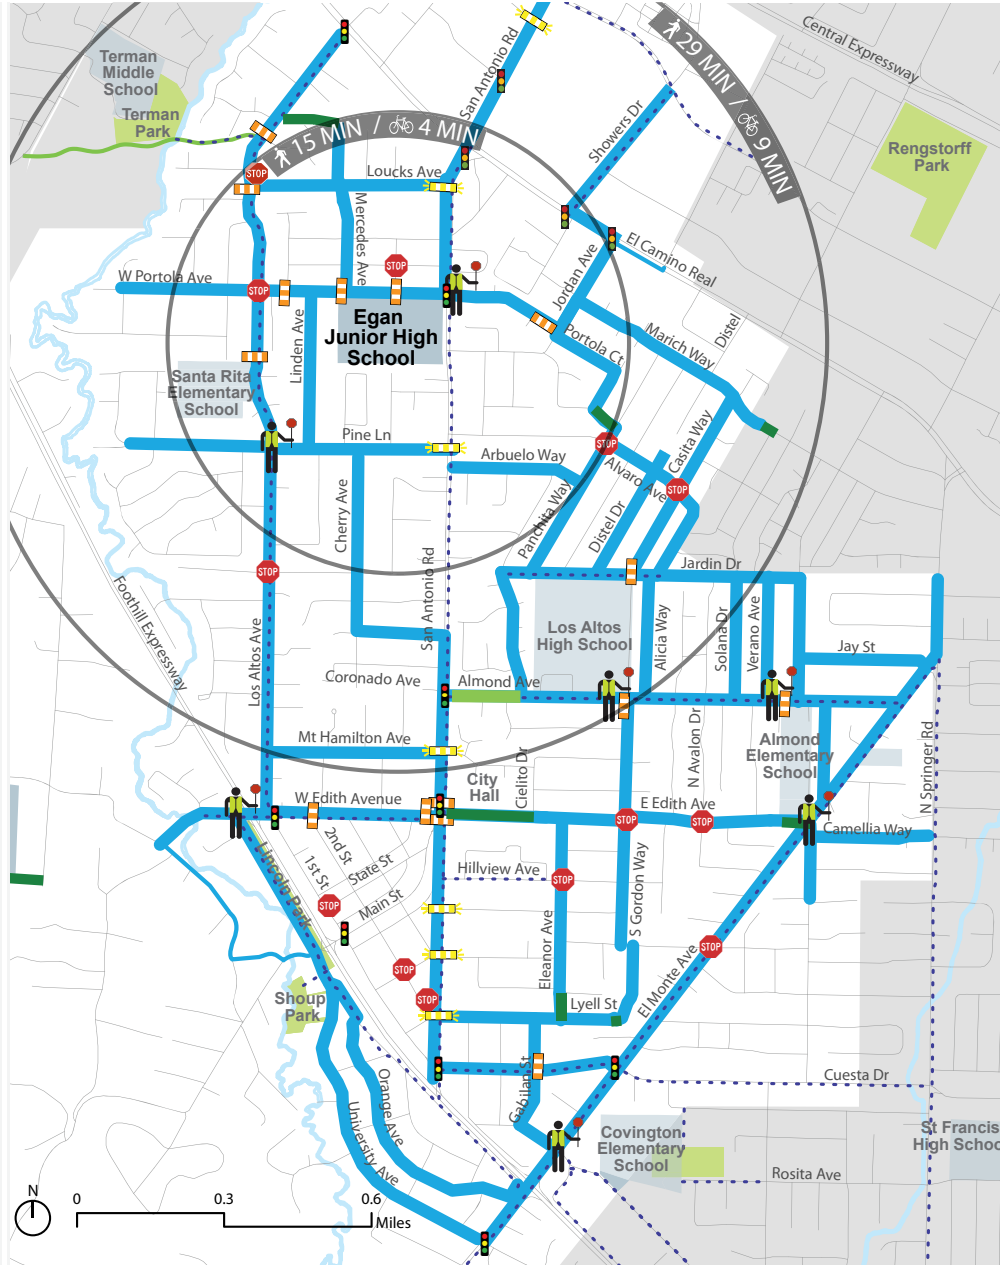 Central Expressway
San Antonio Rd
29 MIN / 9 MIN
Terman
Middle
School
Terman
Park
Showers Dr
15 MIN / 4 MIN
Rengstorff
Park
STOP
Loucks Ave
Mercedes Ave
El Camino Real
STOP
W Portola Ave
STOP
Jordan Ave
Egan
Junior High
School
Linden Ave
Portola Ct
Marich Way
Distel
Santa Rita
Elementary
School
Pine Ln
STOP
Casita Way
Arbuelo Way
Alvaro Ave
STOP
Cherry Ave
Panchita Way
Distel Dr
San Antonio Rd
STOP
Jardin Dr
Foothill Expressway
Los Altos Ave
Los Altos
High School
Alicia Way
Solana Dr
Verano Ave
Jay St
Coronado Ave
Almond Ave
N Avalon Dr
N Springer Rd
Mt Hamilton Ave
Almond
Elementary
School
City
Hall
Cielito Dr
W Edith Avenue
E Edith Ave
STOP
STOP
Camellia Way
2nd St
1st St
State St
Lincoln Park
Hillview Ave
STOP
S Gordon Way
STOP
Main St
Eleanor Ave
STOP
El Monte Ave
STOP
STOP
Shoup
Park
Lyell St
Gabilan St
Cuesta Dr
Orange Ave
University Ave
Covington
Elementary
School
St Francis
High Schoo
Rosita Ave
N
0 0.3 0.6
Miles